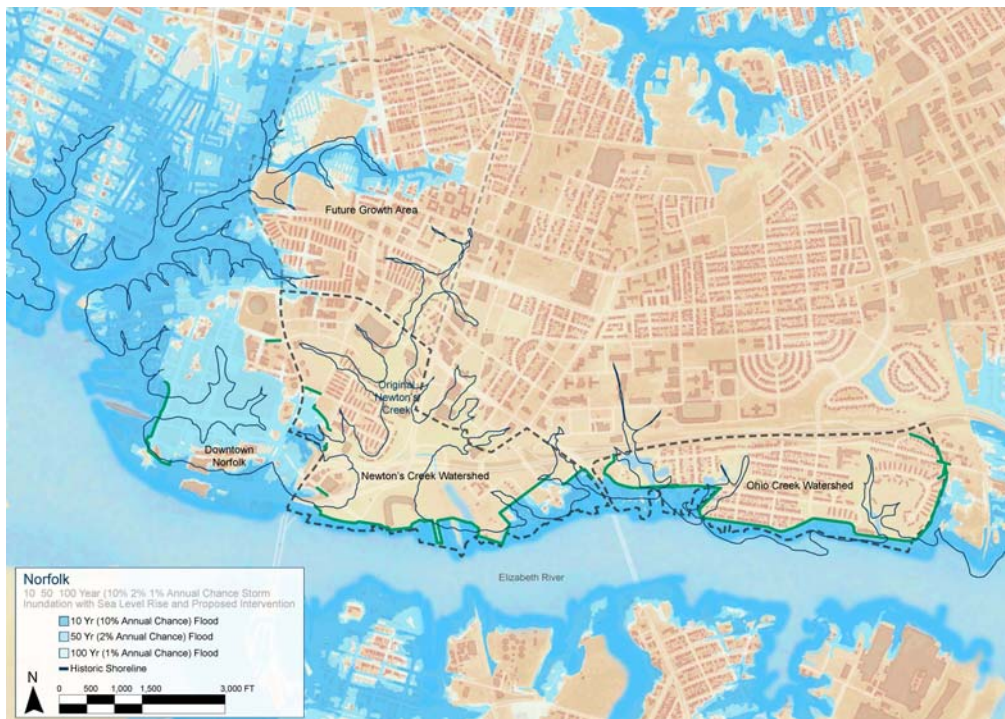 Future Growth Area
Original
Newton's
Creek
Downtown
Norfolk
Newton's Creek Watershed
Ohio Creek Watershed
Elizabeth River
Norfolk
10 50 100 Year (10% 2% 1% Annual Chance Storm
Inundation with Sea Level Rise and Proposed Intervention
10 Yr (10% Annual Chance) Flood
50 Yr (2% Annual Chance) Flood
100 Yr (1% Annual Chance) Flood
Historic Shoreline
N
0 500 1,000 1,500 3,000 FT